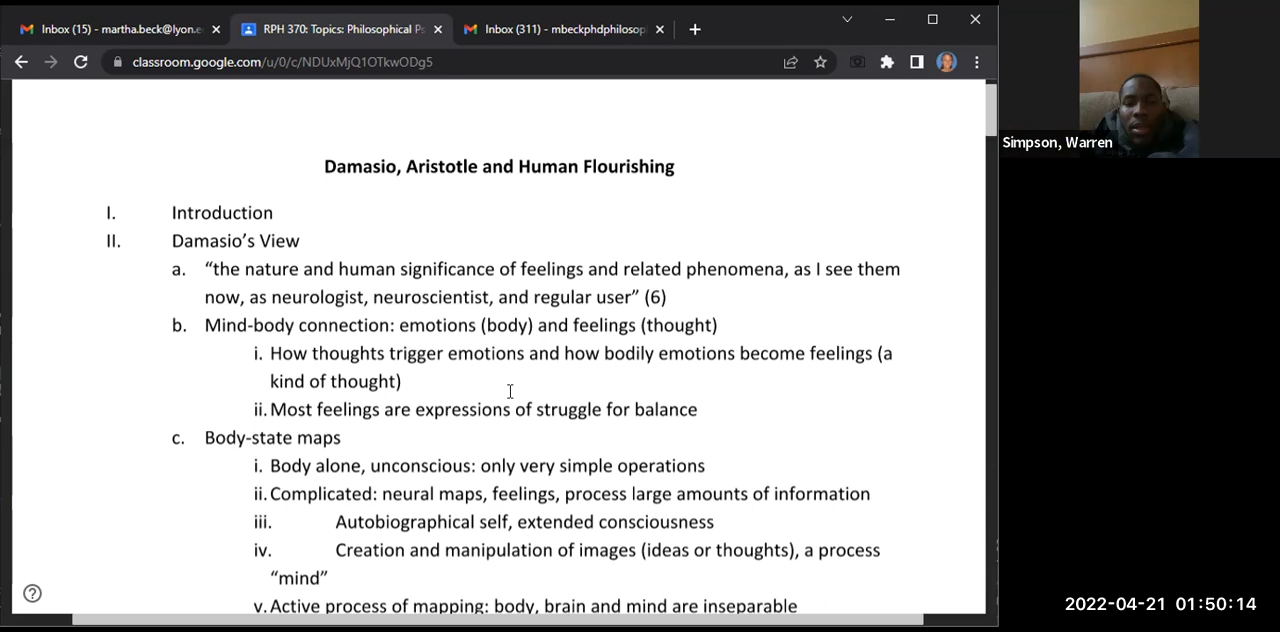 Inbox (15) - martha.beck@lyon.e
RPH 370: Topics: Philosophical Ps
Inbox (311) - mbeckphdphilosop
classroom.google.com/u/0/c/NDUxMjQ1OTkwODg5
Simpson, Warren
Damasio, Aristotle and Human Flourishing
I. Introduction
II. Damasio’s View
a. “the nature and human significance of feelings and related phenomena, as I see them
now, as neurologist, neuroscientist, and regular user” (6)
b. Mind-body connection: emotions (body) and feelings (thought)
i. How thoughts trigger emotions and how bodily emotions become feelings (a
kind of thought)
ii. Most feelings are expressions of struggle for balance
c. Body-state maps
i. Body alone, unconscious: only very simple operations
ii. Complicated: neural maps, feelings, process large amounts of information
iii. Autobiographical self, extended consciousness
iv. Creation and manipulation of images (ideas or thoughts), a process
“mind”
v. Active process of mapping: body, brain and mind are inseparable
2022-04-21 01:50:14